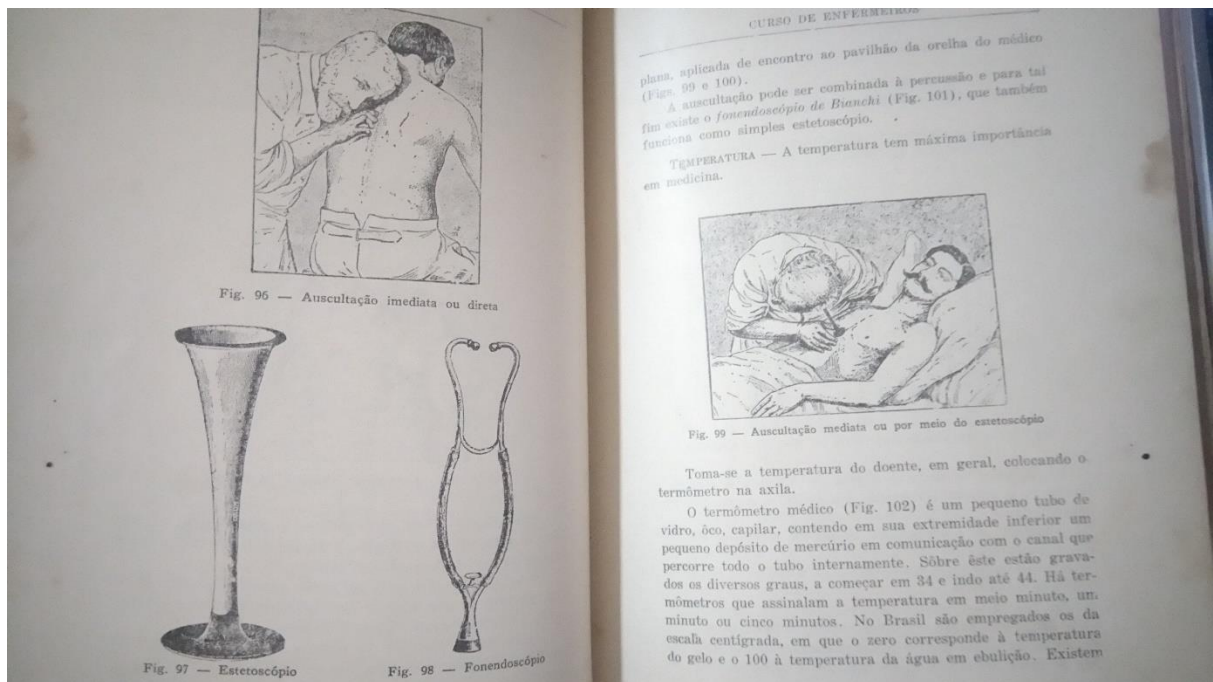 Fig. 96 — Auscultação imediata ou direta
Fig. 97 — Estetoscópio
Fig. 98 — Fonendoscópio
CURSO DE ENFERMEIROS
plana, aplicada de encontro ao pavilhão da orelha do médico
(Figs. 99 e 100).
A auscultação pode ser combinada à percussão e para tal
fim existe o fonendoscópio de Bianchi (Fig. 101), que também
funciona como simples estetoscópio.
TEMPERATURA — A temperatura tem máxima importância
em medicina.
Fig. 99 — Auscultação mediata ou por meio do estetoscópio
Toma-se a temperatura do doente, em geral, colocando o
termômetro na axila.
O termômetro médico (Fig. 102) é um pequeno tubo de
vidro, ôco, capilar, contendo em sua extremidade inferior um
pequeno depósito de mercúrio em comunicação com o canal que
percorre todo o tubo internamente. Sôbre êste estão grava-
dos os diversos graus, a começar em 34 e indo até 44. Há ter-
mômetros que assinalam a temperatura em meio minuto, um
minuto ou cinco minutos. No Brasil são empregados os da
escala centígrada, em que o zero corresponde à temperatura
do gelo e o 100 à temperatura da água em ebulição. Existem